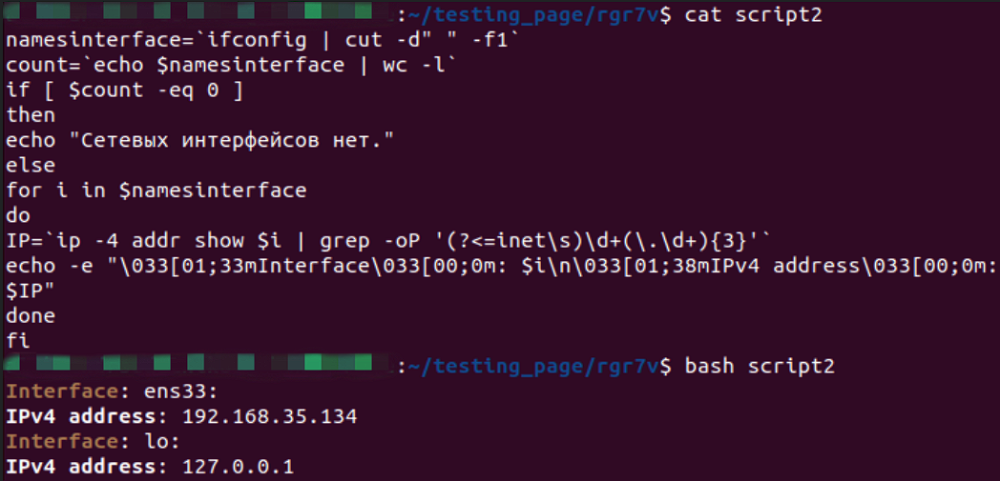 :~/testing_page/rgr7v$ cat script2
namesinterface=`ifconfig | cut -d" " -f1`
count=`echo $namesinterface | wc -l`
if [ $count -eq 0 ]
then
echo "Сетевых интерфейсов нет."
else
for i in $namesinterface
do
IP=`ip -4 addr show $i | grep -oP '(?<=inet\s)\d+(\.\d+){3}'`
echo -e "\033[01;33mInterface\033[00;0m: $i\n\033[01;38mIPv4 address\033[00;0m:
$IP"
done
fi
:~/testing_page/rgr7v$ bash script2
Interface: ens33:
IPv4 address: 192.168.35.134
Interface: lo:
IPv4 address: 127.0.0.1